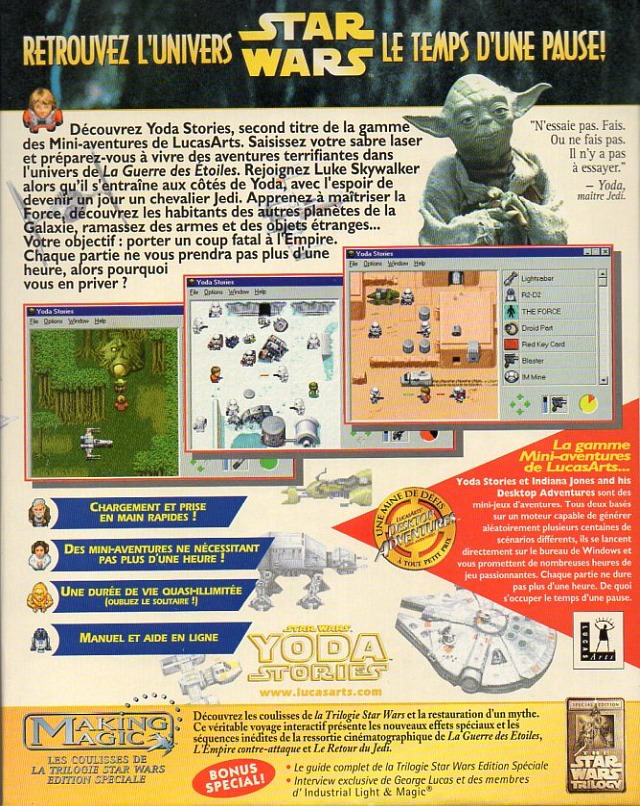 RETROUVEZ L'UNIVERS STAR WARS LE TEMPS D'UNE PAUSE!
Découvrez Yoda Stories, second titre de la gamme
des Mini-aventures de LucasArts. Saisissez votre sabre laser
et préparez-vous à vivre des aventures terrifiantes dans
l'univers de La Guerre des Étoiles. Rejoignez Luke Skywalker
alors qu'il s'entraîne aux côtés de Yoda, avec l'espoir de
devenir un jour un chevalier Jedi. Apprenez à maîtriser la
Force, découvrez les habitants des autres planètes de la
Galaxie, ramassez des armes et des objets étranges...
Votre objectif : porter un coup fatal à l'Empire.
Chaque partie ne vous prendra pas plus d'une
heure, alors pourquoi
vous en priver ?
"N'essaie pas. Fais.
Ou ne fais pas.
Il n'y a pas
à essayer."
— Yoda,
maître Jedi.
Yoda Stories
File Options Window Help
Yoda Stories
File Options Window Help
Yoda Stories
File Options Window Help
Lightsaber
R2-D2
THE FORCE
Droid Part
Red Key Card
Blaster
IM Mine
La gamme
Mini-aventures
de LucasArts...
Yoda Stories et Indiana Jones and his
Desktop Adventures sont des
mini-jeux d'aventures. Tous deux basés
sur un moteur capable de générer
aléatoirement plusieurs centaines de
scénarios différents, ils se lancent
directement sur le bureau de Windows et
vous promettent de nombreuses heures de
jeu passionnantes. Chaque partie ne dure
pas plus d'une heure. De quoi
s'occuper le temps d'une pause.
UNE MINE DE DÉFIS
LUCASARTS
DESKTOP
ADVENTURES
À TOUT PETIT PRIX
CHARGEMENT ET PRISE
EN MAIN RAPIDES !
DES MINI-AVENTURES NE NÉCESSITANT
PAS PLUS D'UNE HEURE !
UNE DURÉE DE VIE QUASI-ILLIMITÉE
(OUBLIEZ LE SOLITAIRE !)
MANUEL ET AIDE EN LIGNE
STAR WARS
YODA
STORIES
www.lucasarts.com
LUCAS
Arts
MAKING
MAGIC
LES COULISSES DE
LA TRILOGIE STAR WARS
EDITION SPÉCIALE
Découvrez les coulisses de la Trilogie Star Wars et la restauration d'un mythe.
Ce véritable voyage interactif présente les nouveaux effets spéciaux et les
séquences inédites de la ressortie cinématographique de La Guerre des Etoiles,
L'Empire contre-attaque et Le Retour du Jedi.
BONUS
SPECIAL!
• Le guide complet de la Trilogie Star Wars Edition Spéciale
• Interview exclusive de George Lucas et des membres
d' Industrial Light & Magic®
SPECIAL EDITION
STAR
WARS
TRILOGY